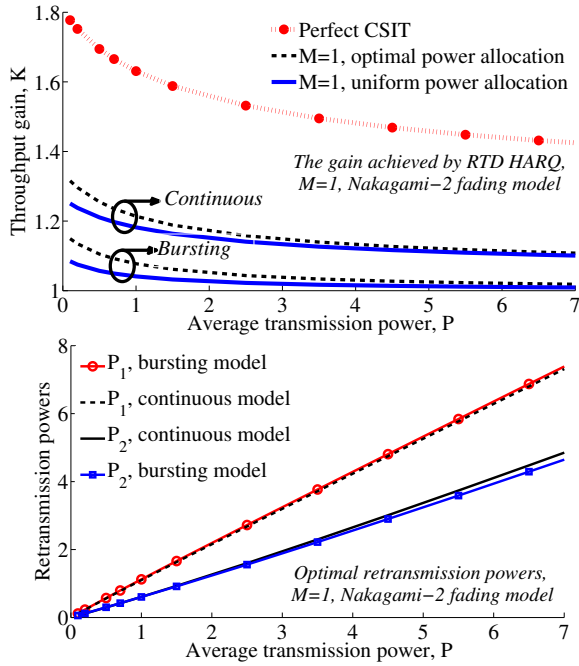 Throughput gain, K
1.8
1.6
1.4
1.2
1
Perfect CSIT
M=1, optimal power allocation
M=1, uniform power allocation
The gain achieved by RTD HARQ,
M=1, Nakagami−2 fading model
Continuous
Bursting
0 1 2 3 4 5 6 7
Average transmission power, P
Retransmission powers
8
6
4
2
0
P1, bursting model
P1, continuous model
P2, continuous model
P2, bursting model
Optimal retransmission powers,
M=1, Nakagami−2 fading model
0 1 2 3 4 5 6 7
Average transmission power, P